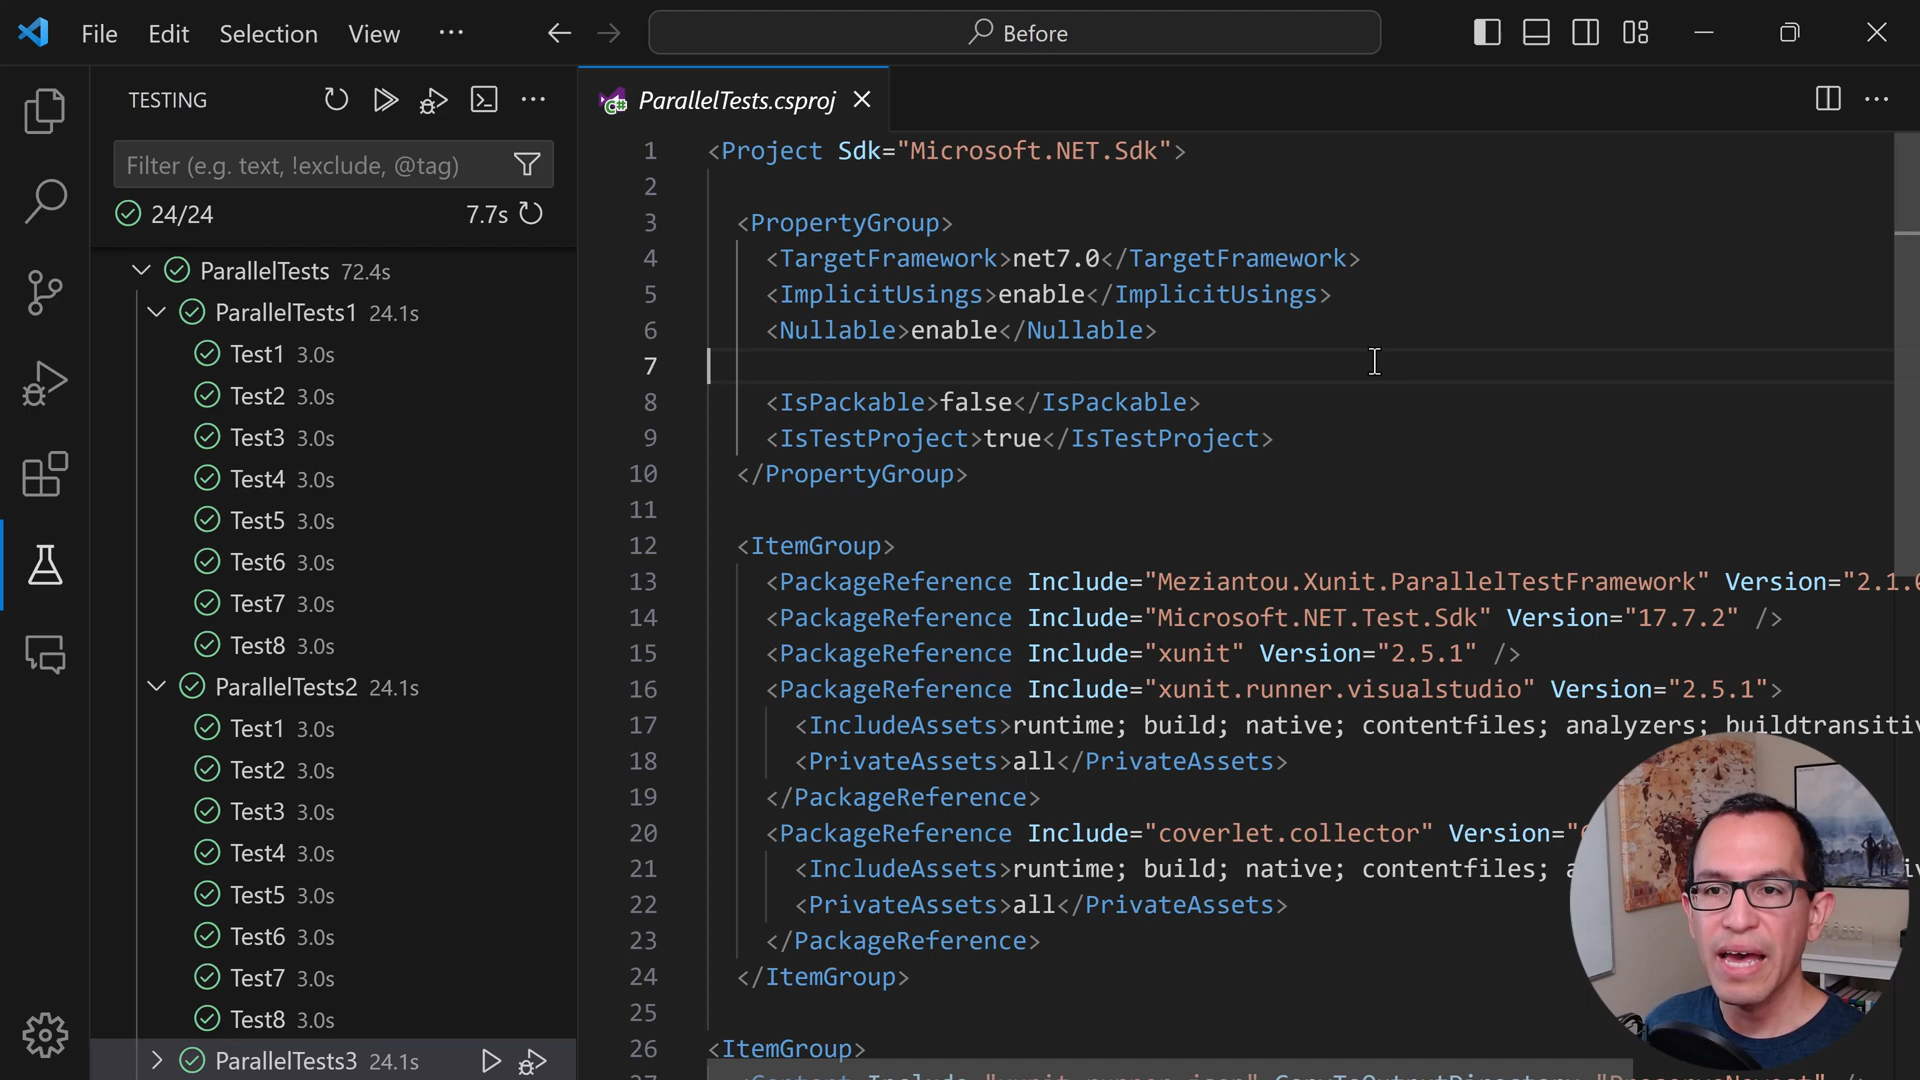 File Edit Selection View ··· Before
TESTING
ParallelTests.csproj
Filter (e.g. text, !exclude, @tag)
24/24 7.7s
ParallelTests 72.4s
ParallelTests1 24.1s
Test1 3.0s
Test2 3.0s
Test3 3.0s
Test4 3.0s
Test5 3.0s
Test6 3.0s
Test7 3.0s
Test8 3.0s
ParallelTests2 24.1s
Test1 3.0s
Test2 3.0s
Test3 3.0s
Test4 3.0s
Test5 3.0s
Test6 3.0s
Test7 3.0s
Test8 3.0s
ParallelTests3 24.1s
1 <Project Sdk="Microsoft.NET.Sdk">
2
3 <PropertyGroup>
4 <TargetFramework>net7.0</TargetFramework>
5 <ImplicitUsings>enable</ImplicitUsings>
6 <Nullable>enable</Nullable>
7
8 <IsPackable>false</IsPackable>
9 <IsTestProject>true</IsTestProject>
10 </PropertyGroup>
11
12 <ItemGroup>
13 <PackageReference Include="Meziantou.Xunit.ParallelTestFramework" Version="2.1.0
14 <PackageReference Include="Microsoft.NET.Test.Sdk" Version="17.7.2" />
15 <PackageReference Include="xunit" Version="2.5.1" />
16 <PackageReference Include="xunit.runner.visualstudio" Version="2.5.1">
17 <IncludeAssets>runtime; build; native; contentfiles; analyzers; buildtransitiv
18 <PrivateAssets>all</PrivateAssets>
19 </PackageReference>
20 <PackageReference Include="coverlet.collector" Version="
21 <IncludeAssets>runtime; build; native; contentfiles;
22 <PrivateAssets>all</PrivateAssets>
23 </PackageReference>
24 </ItemGroup>
25
26 <ItemGroup>